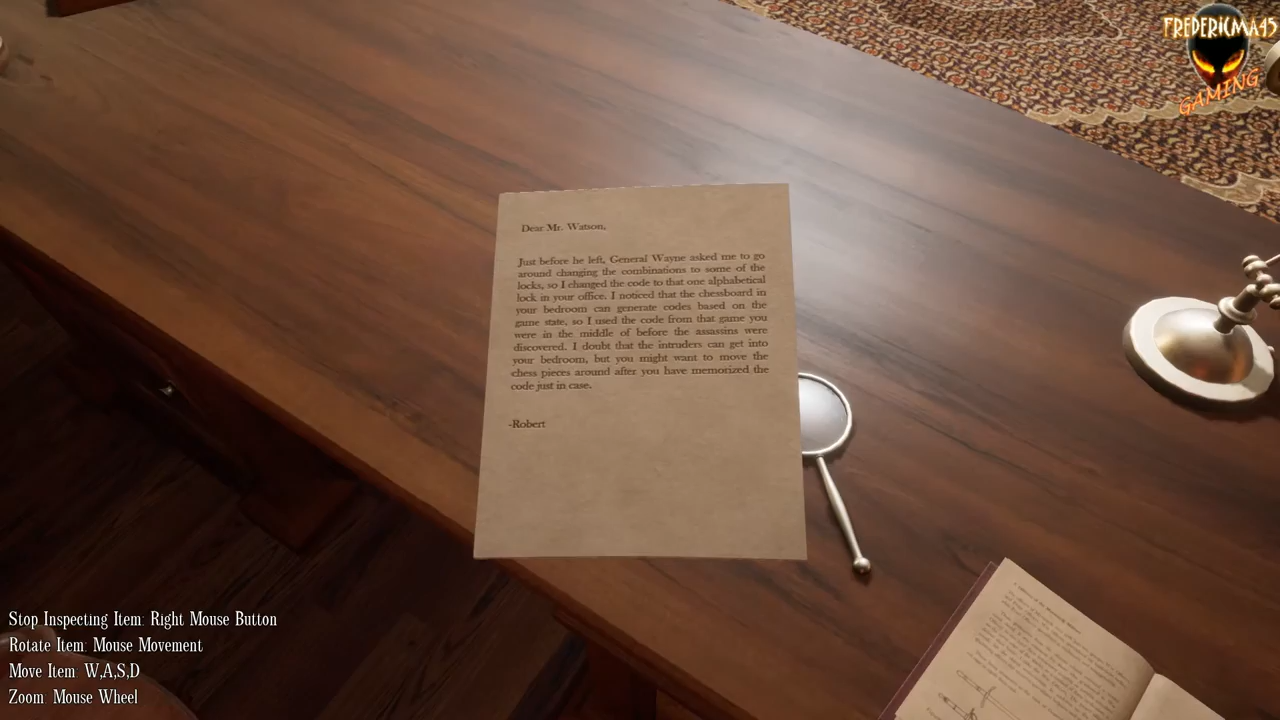 FREDERICMA45
GAMING
Dear Mr. Watson,
Just before he left, General Wayne asked me to go
around changing the combinations to some of the
locks, so I changed the code to that one alphabetical
lock in your office. I noticed that the chessboard in
your bedroom can generate codes based on the
game state, so I used the code from that game you
were in the middle of before the assassins were
discovered. I doubt that the intruders can get into
your bedroom, but you might want to move the
chess pieces around after you have memorized the
code just in case.
-Robert
Stop Inspecting Item: Right Mouse Button
Rotate Item: Mouse Movement
Move Item: W,A,S,D
Zoom: Mouse Wheel